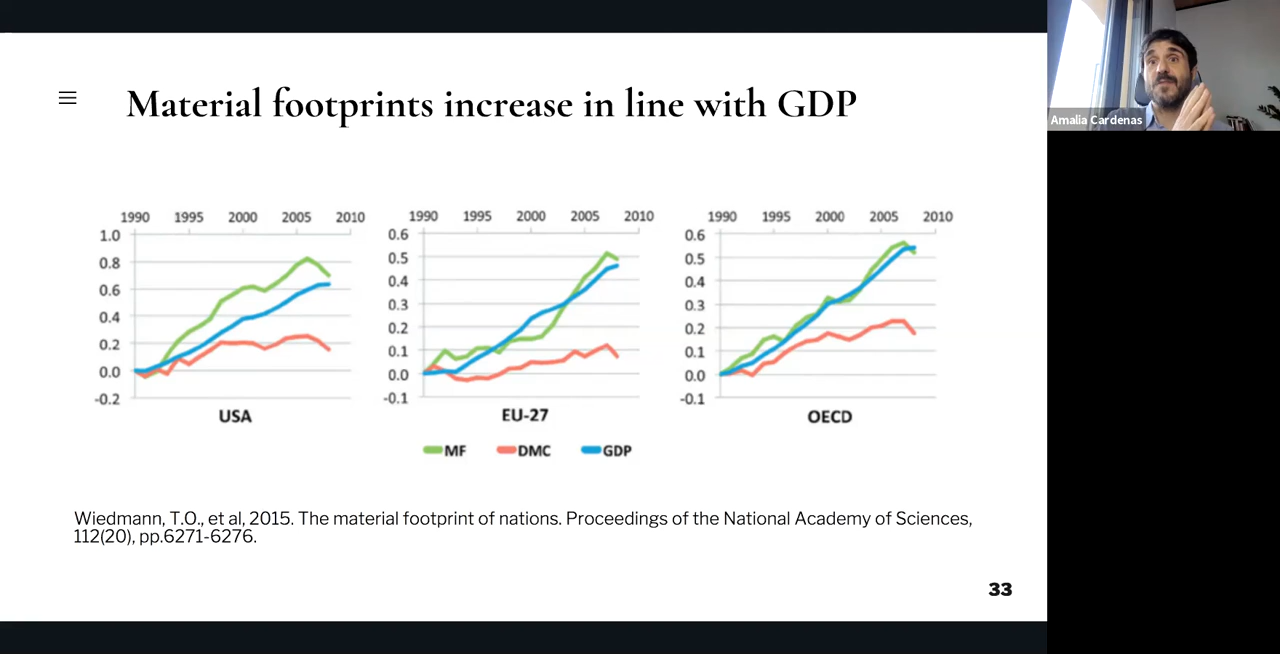 Material footprints increase in line with GDP
Amalia Cardenas
1990 1995 2000 2005 2010
1.0
0.8
0.6
0.4
0.2
0.0
-0.2
USA
1990 1995 2000 2005 2010
0.6
0.5
0.4
0.3
0.2
0.1
0.0
-0.1
EU-27
1990 1995 2000 2005 2010
0.6
0.5
0.4
0.3
0.2
0.1
0.0
-0.1
OECD
MF DMC GDP
Wiedmann, T.O., et al, 2015. The material footprint of nations. Proceedings of the National Academy of Sciences,
112(20), pp.6271-6276.
33